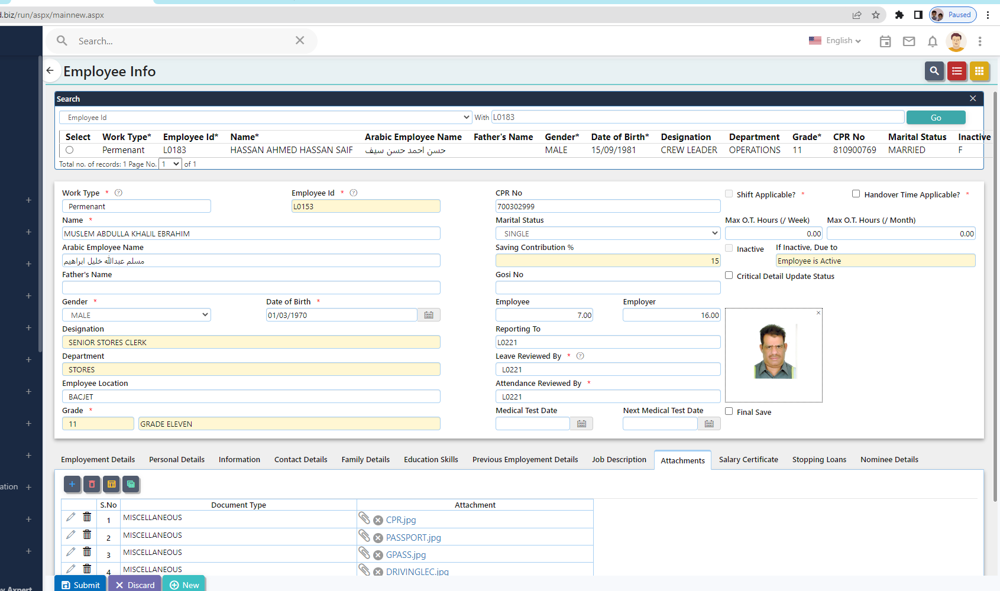 d.biz/run/aspx/mainnew.aspx
Paused
Search...
English
Employee Info
Search
Employee Id
With
L0183
Go
Select Work Type* Employee Id* Name* Arabic Employee Name Father's Name Gender* Date of Birth* Designation Department Grade* CPR No Marital Status Inactive
Permenant L0183 HASSAN AHMED HASSAN SAIF حسن احمد حسن سيف MALE 15/09/1981 CREW LEADER OPERATIONS 11 810900769 MARRIED F
Total no. of records: 1 Page No. 1 of 1
Work Type *
Employee Id *
CPR No
Shift Applicable? *
Handover Time Applicable? *
Permenant
L0153
700302999
Name *
Marital Status
Max O.T. Hours (/ Week)
Max O.T. Hours (/ Month)
MUSLEM ABDULLA KHALIL EBRAHIM
SINGLE
0.00
0.00
Arabic Employee Name
Saving Contribution %
Inactive
If Inactive, Due to
مسلم عبدالله خليل ابراهيم
15
Employee is Active
Father's Name
Gosi No
Critical Detail Update Status
Gender *
Date of Birth *
Employee
Employer
MALE
01/03/1970
7.00
16.00
Designation
Reporting To
SENIOR STORES CLERK
L0221
Department
Leave Reviewed By *
STORES
L0221
Employee Location
Attendance Reviewed By *
BACJET
L0221
Grade *
Medical Test Date
Next Medical Test Date
Final Save
11
GRADE ELEVEN
Employement Details Personal Details Information Contact Details Family Details Education Skills Previous Employement Details Job Description Attachments Salary Certificate Stopping Loans Nominee Details
ation
S.No Document Type Attachment
1 MISCELLANEOUS CPR.jpg
2 MISCELLANEOUS PASSPORT.jpg
3 MISCELLANEOUS GPASS.jpg
4 MISCELLANEOUS DRIVINGLEC.jpg
Submit
Discard
New
by Axpert